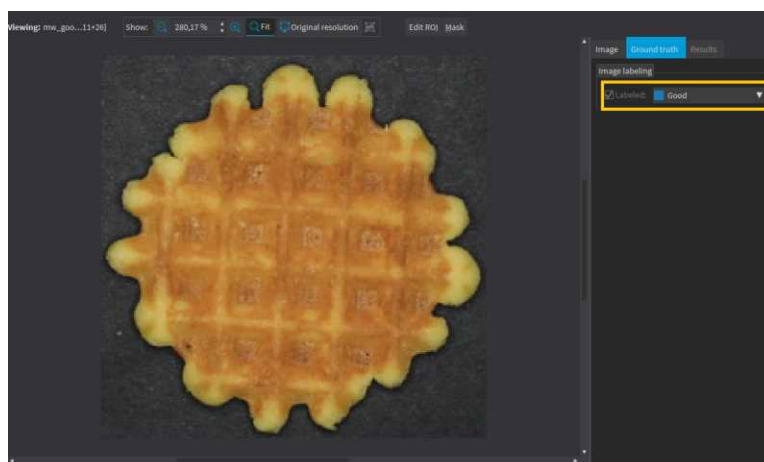 Viewing: mw_goo...11+26] Show: 280,17 % Fit Original resolution Edit ROI Mask
Image Ground truth Results
Image labeling
Labeled: Good